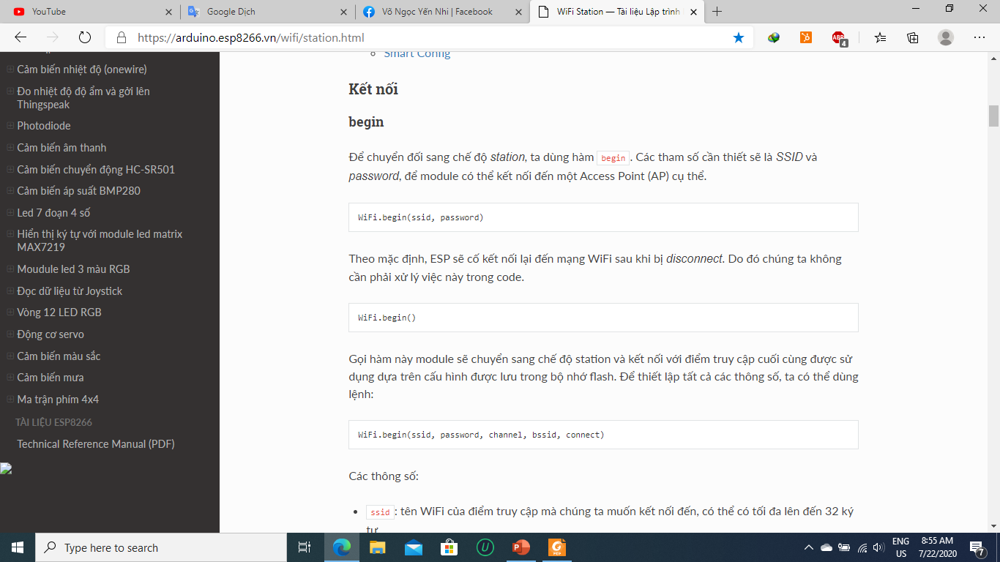 YouTube
Google Dịch
Võ Ngọc Yến Nhi | Facebook
WiFi Station — Tài liệu Lập trình
https://arduino.esp8266.vn/wifi/station.html
ABP
4
Cảm biến nhiệt độ (onewire)
Đo nhiệt độ độ ẩm và gởi lên
Thingspeak
Photodiode
Cảm biến âm thanh
Cảm biến chuyển động HC-SR501
Cảm biến áp suất BMP280
Led 7 đoạn 4 số
Hiển thị ký tự với module led matrix
MAX7219
Moudule led 3 màu RGB
Đọc dữ liệu từ Joystick
Vòng 12 LED RGB
Động cơ servo
Cảm biến màu sắc
Cảm biến mưa
Ma trận phím 4x4
TÀI LIỆU ESP8266
Technical Reference Manual (PDF)
Smart Config
Kết nối
begin
Để chuyển đối sang chế độ station, ta dùng hàm begin. Các tham số cần thiết sẽ là SSID và
password, để module có thể kết nối đến một Access Point (AP) cụ thể.
WiFi.begin(ssid, password)
Theo mặc định, ESP sẽ cố kết nối lại đến mạng WiFi sau khi bị disconnect. Do đó chúng ta không
cần phải xử lý việc này trong code.
WiFi.begin()
Gọi hàm này module sẽ chuyển sang chế độ station và kết nối với điểm truy cập cuối cùng được sử
dụng dựa trên cấu hình được lưu trong bộ nhớ flash. Để thiết lập tất cả các thông số, ta có thể dùng
lệnh:
WiFi.begin(ssid, password, channel, bssid, connect)
Các thông số:
ssid: tên WiFi của điểm truy cập mà chúng ta muốn kết nối đến, có thể có tối đa lên đến 32 ký
tự
Type here to search
PDF
ENG
US
8:55 AM
7/22/2020
7